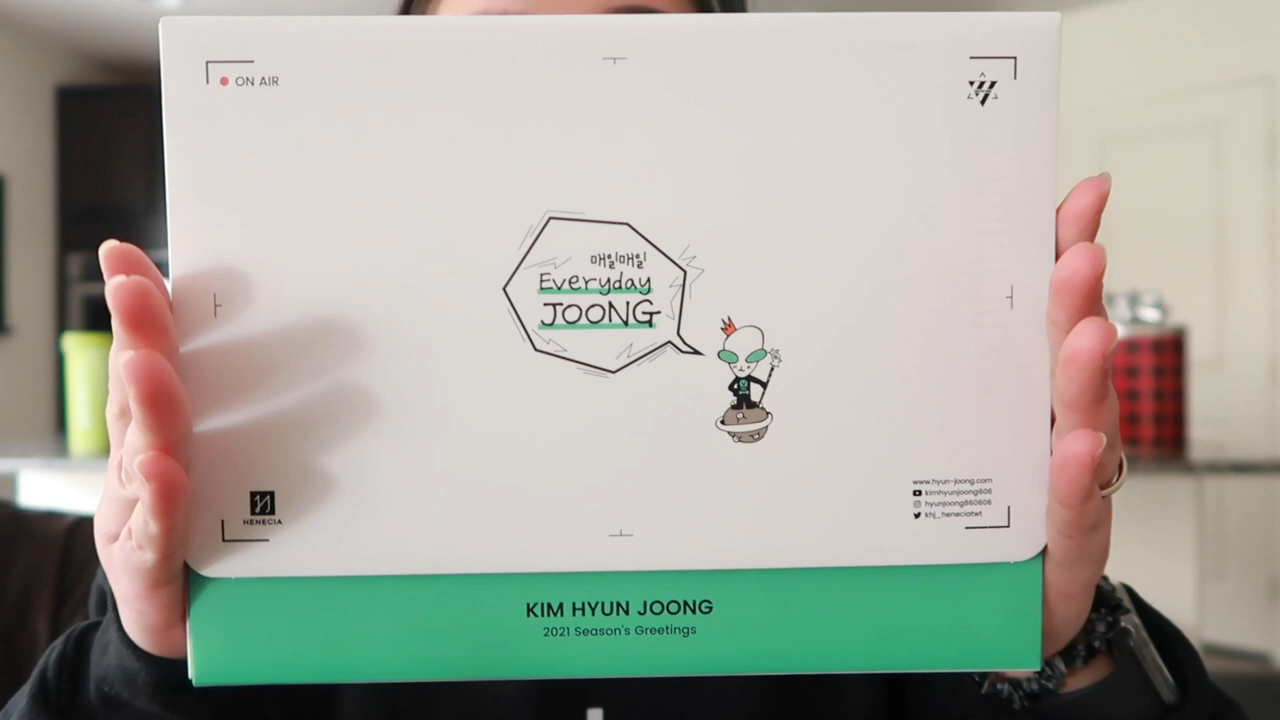 ON AIR
매일매일
Everyday
JOONG
HENECIA
www.hyun-joong.com
kimhyunjoong606
hyunjoong860606
khj_heneciatwt
KIM HYUN JOONG
2021 Season's Greetings